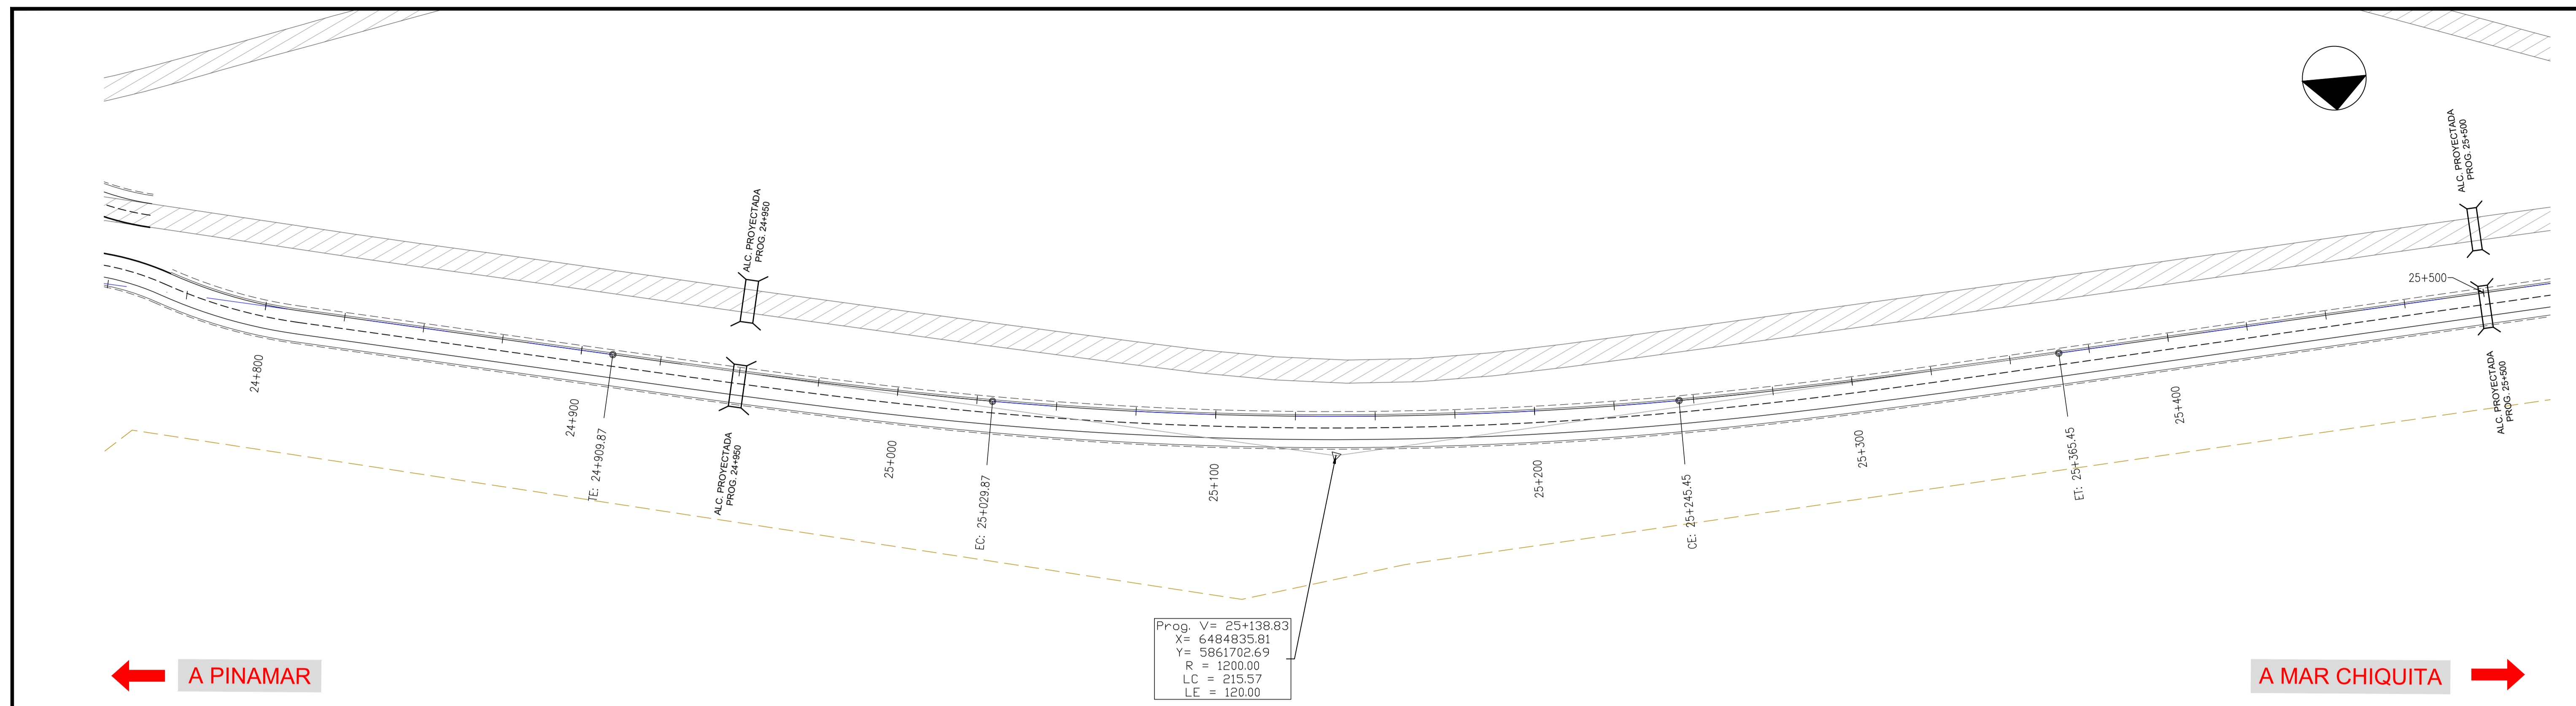 ALC. PROYECTADA
PROG. 24+950
ALC. PROYECTADA
PROG. 25+500
25+500
24+800
24+900
TE: 24+909.87
ALC. PROYECTADA
PROG. 24+950
25+000
EC: 25+029.87
25+100
25+200
CE: 25+245.45
25+300
ET: 25+365.45
25+400
ALC. PROYECTADA
PROG. 25+500
Prog. V= 25+138.83
X= 6484835.81
Y= 5861702.69
R = 1200.00
LC = 215.57
LE = 120.00
A PINAMAR
A MAR CHIQUITA